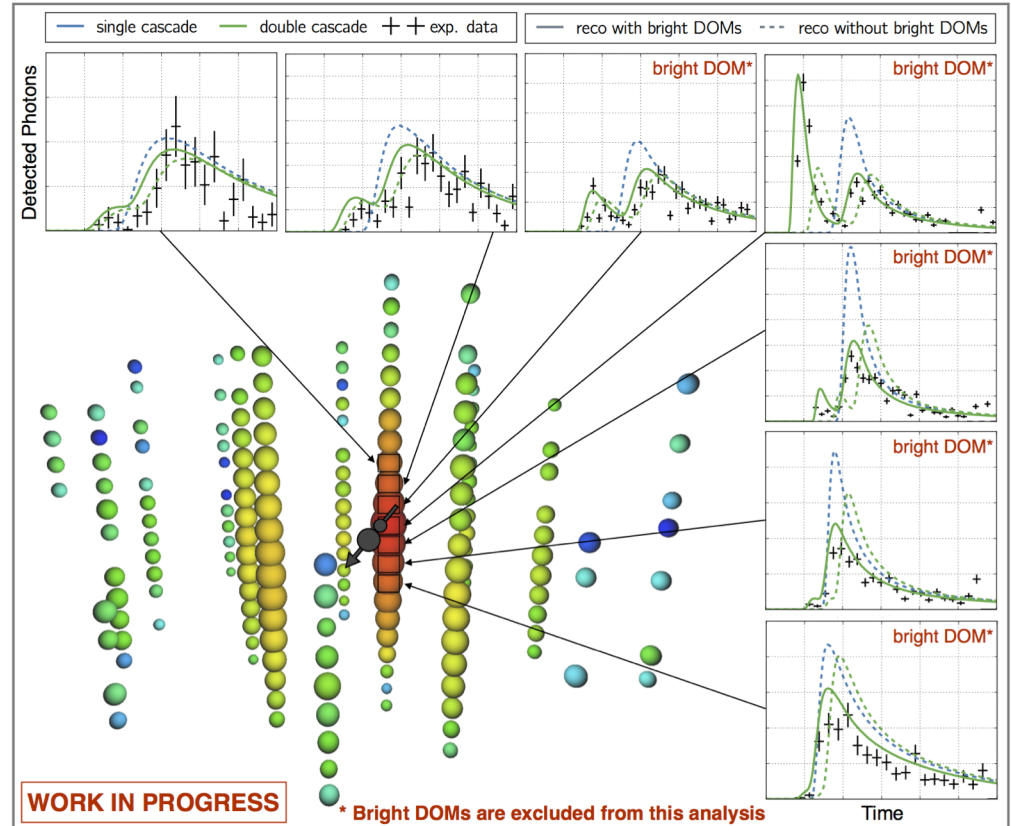 single cascade double cascade exp. data
reco with bright DOMs reco without bright DOMs
Detected Photons
bright DOM*
bright DOM*
bright DOM*
bright DOM*
bright DOM*
WORK IN PROGRESS
* Bright DOMs are excluded from this analysis
Time